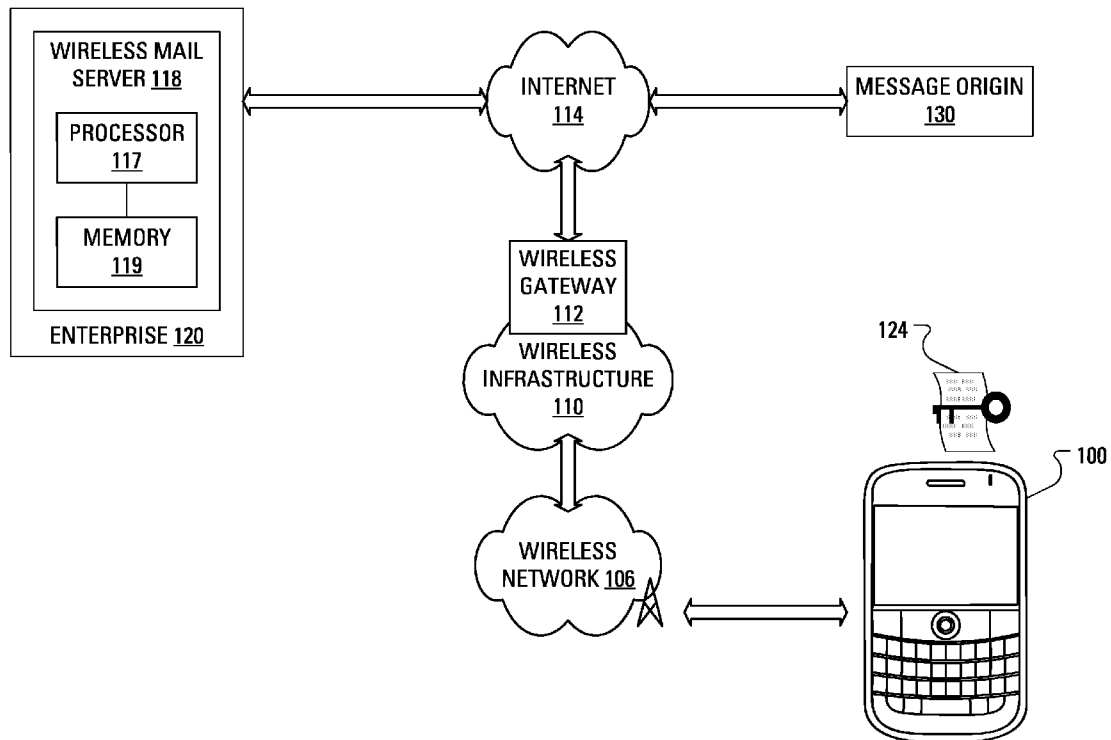 WIRELESS MAIL
SERVER 118
PROCESSOR
117
MEMORY
119
ENTERPRISE 120
INTERNET
114
MESSAGE ORIGIN
130
WIRELESS
GATEWAY
112
WIRELESS
INFRASTRUCTURE
110
WIRELESS
NETWORK 106
124
100